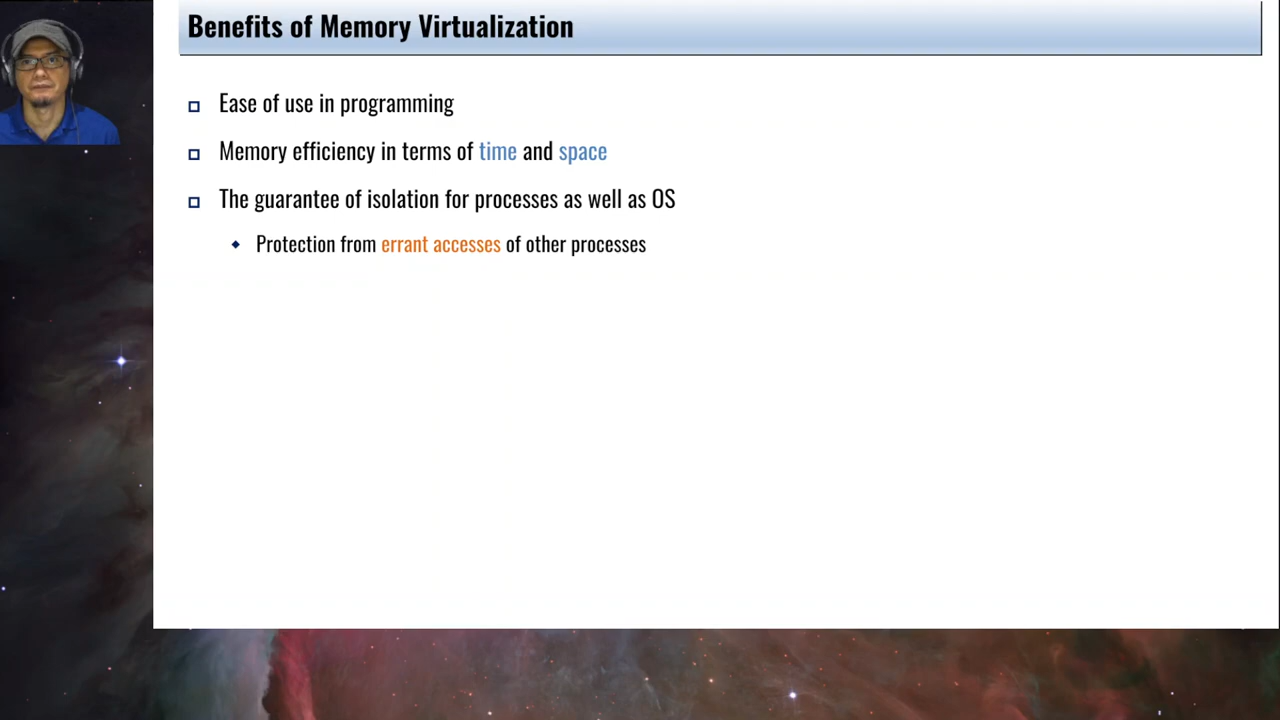 Benefits of Memory Virtualization
Ease of use in programming
Memory efficiency in terms of time and space
The guarantee of isolation for processes as well as OS
Protection from errant accesses of other processes